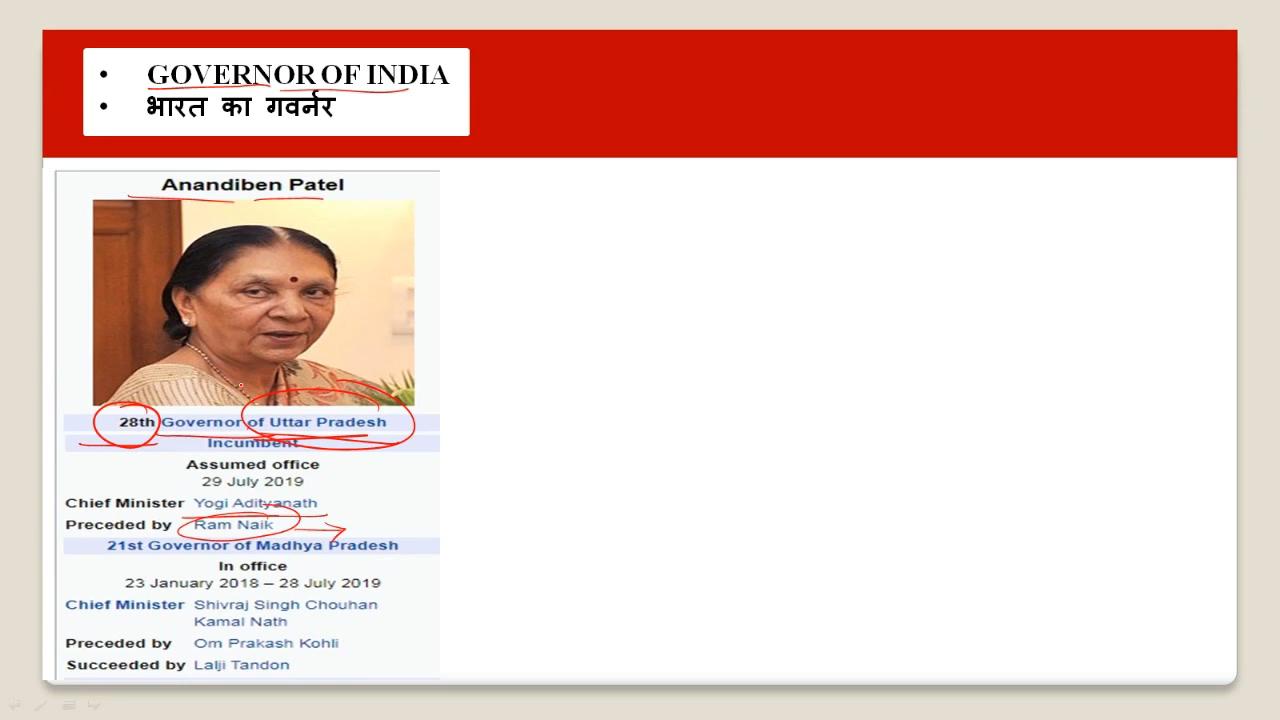 • GOVERNOR OF INDIA
• भारत का गवर्नर
Anandiben Patel
28th Governor of Uttar Pradesh
Incumbent
Assumed office
29 July 2019
Chief Minister Yogi Adityanath
Preceded by Ram Naik
21st Governor of Madhya Pradesh
In office
23 January 2018 – 28 July 2019
Chief Minister Shivraj Singh Chouhan
Kamal Nath
Preceded by Om Prakash Kohli
Succeeded by Lalji Tandon